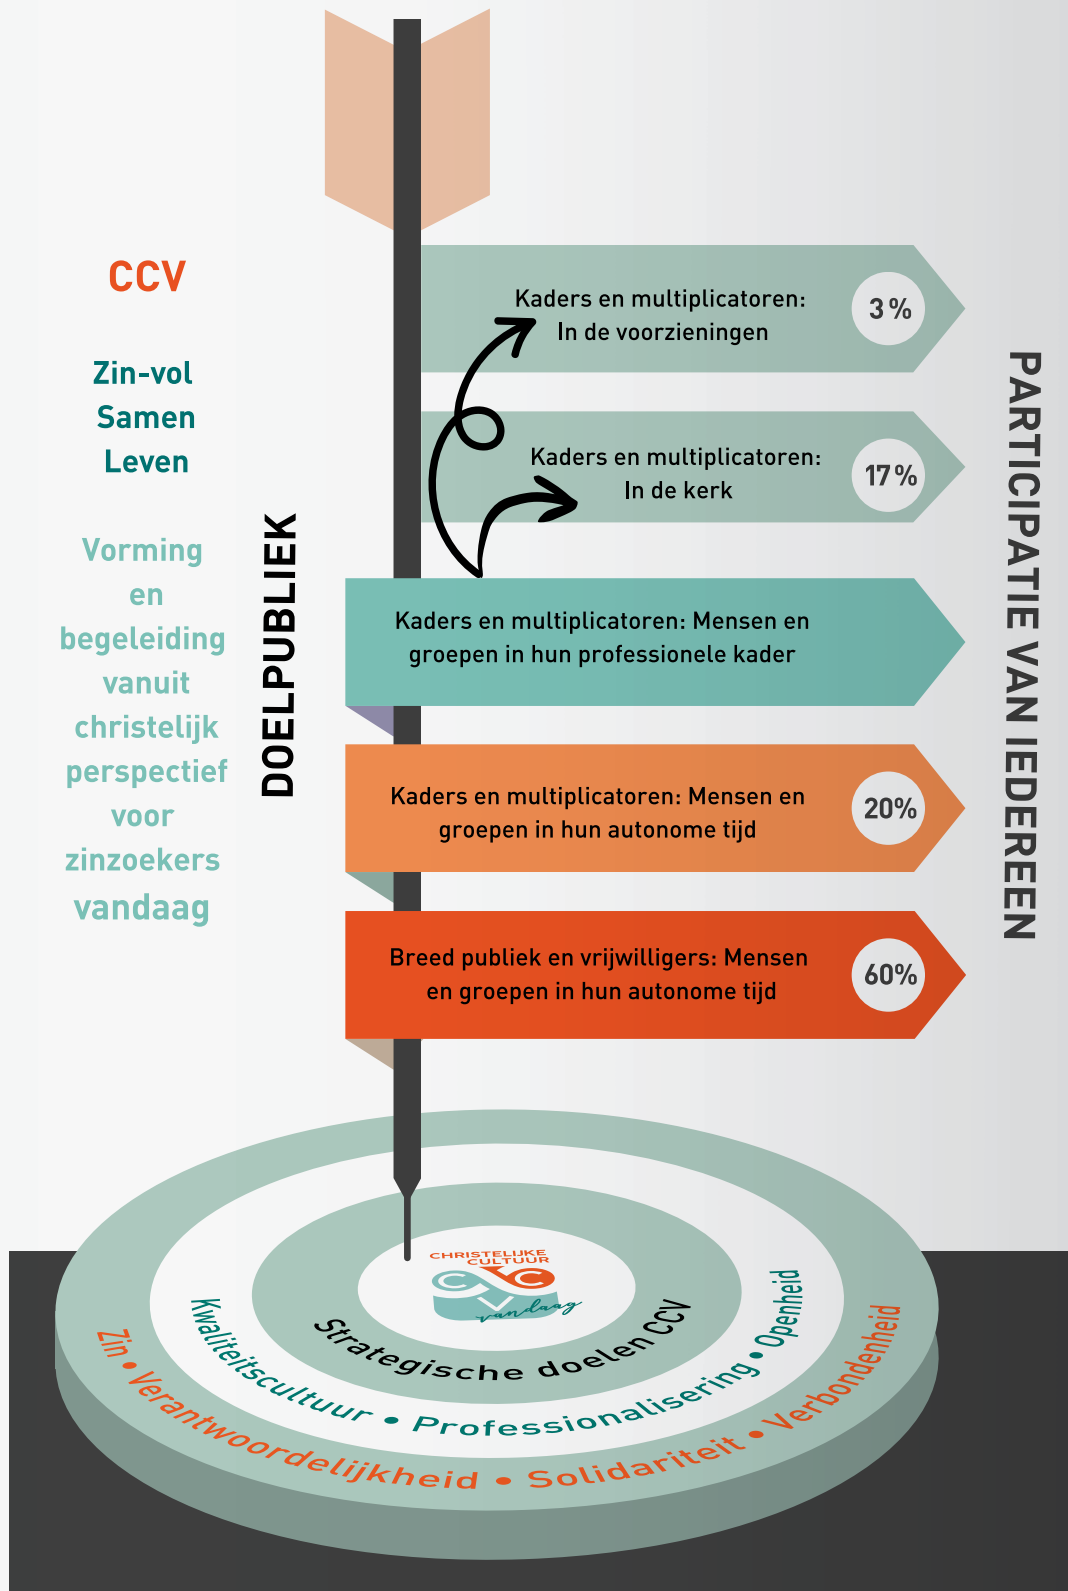 CCV
Zin-vol
Samen
Leven
Vorming
en
begeleiding
vanuit
christelijk
perspectief
voor
zinzoekers
vandaag
DOELPUBLIEK
Kaders en multiplicatoren:
In de voorzieningen
3 %
Kaders en multiplicatoren:
In de kerk
17 %
Kaders en multiplicatoren: Mensen en
groepen in hun professionele kader
Kaders en multiplicatoren: Mensen en
groepen in hun autonome tijd
20%
Breed publiek en vrijwilligers: Mensen
en groepen in hun autonome tijd
60%
PARTICIPATIE VAN IEDEREEN
CHRISTELIJKE
CULTUUR
C C V
vandaag
Strategische doelen CCV
Kwaliteitscultuur • Professionalisering • Openheid
Zin • Verantwoordelijkheid • Solidariteit • Verbondenheid